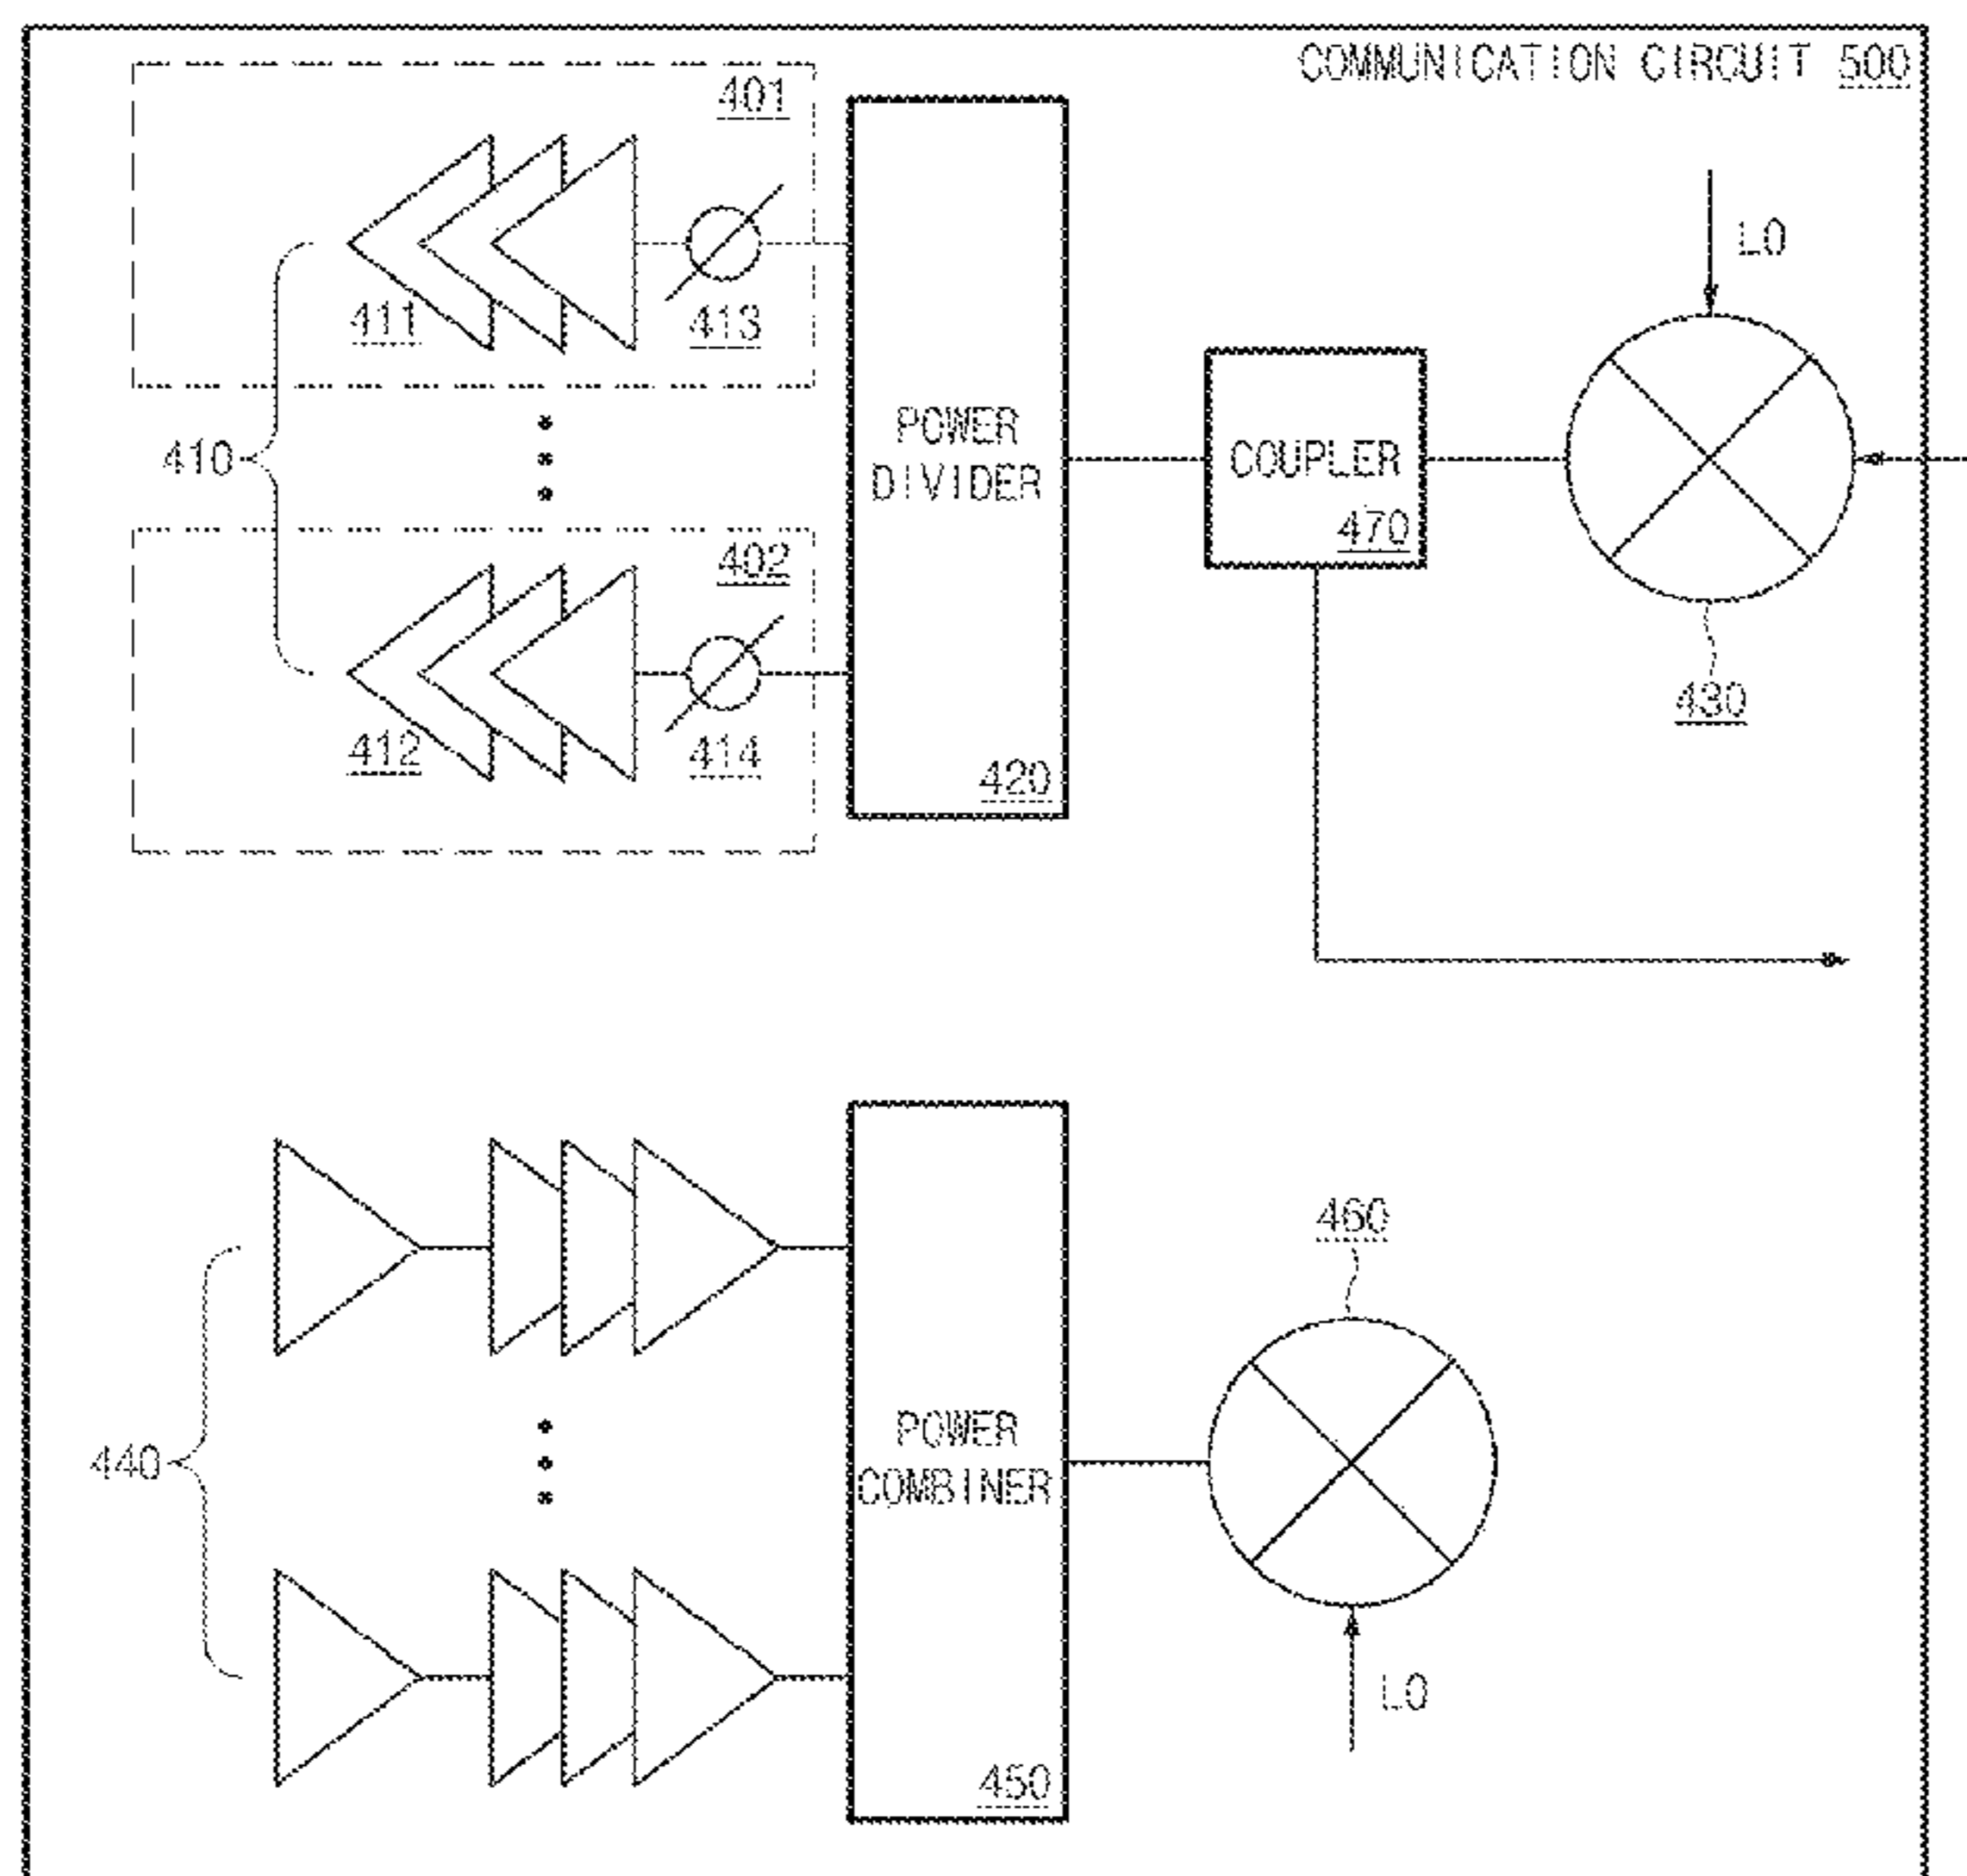 COMMUNICATION CIRCUIT 500
401
LO
411
413
410
POWER
DIVIDER
COUPLER
470
402
430
412
414
420
460
440
POWER
COMBINER
LO
450